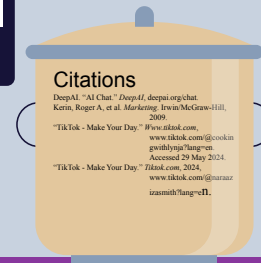 Citations
DeepAI. “AI Chat.” DeepAI, deepai.org/chat.
Kerin, Roger A, et al. Marketing. Irwin/McGraw-Hill,
2009.
“TikTok - Make Your Day.” Www.tiktok.com,
www.tiktok.com/@cookin
gwithlynja?lang=en.
Accessed 29 May 2024.
“TikTok - Make Your Day.” Tiktok.com, 2024,
www.tiktok.com/@naraaz
izasmith?lang=en.